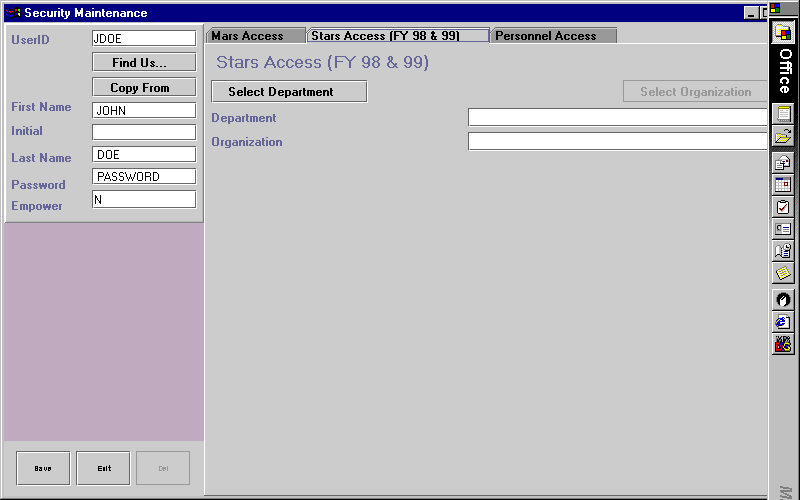 Security Maintenance
UserID JDOE
Find Us...
Copy From
First Name JOHN
Initial
Last Name DOE
Password PASSWORD
Empower N
Save Exit Del
Mars Access Stars Access (FY 98 & 99) Personnel Access
Stars Access (FY 98 & 99)
Select Department Select Organization
Department
Organization
Office